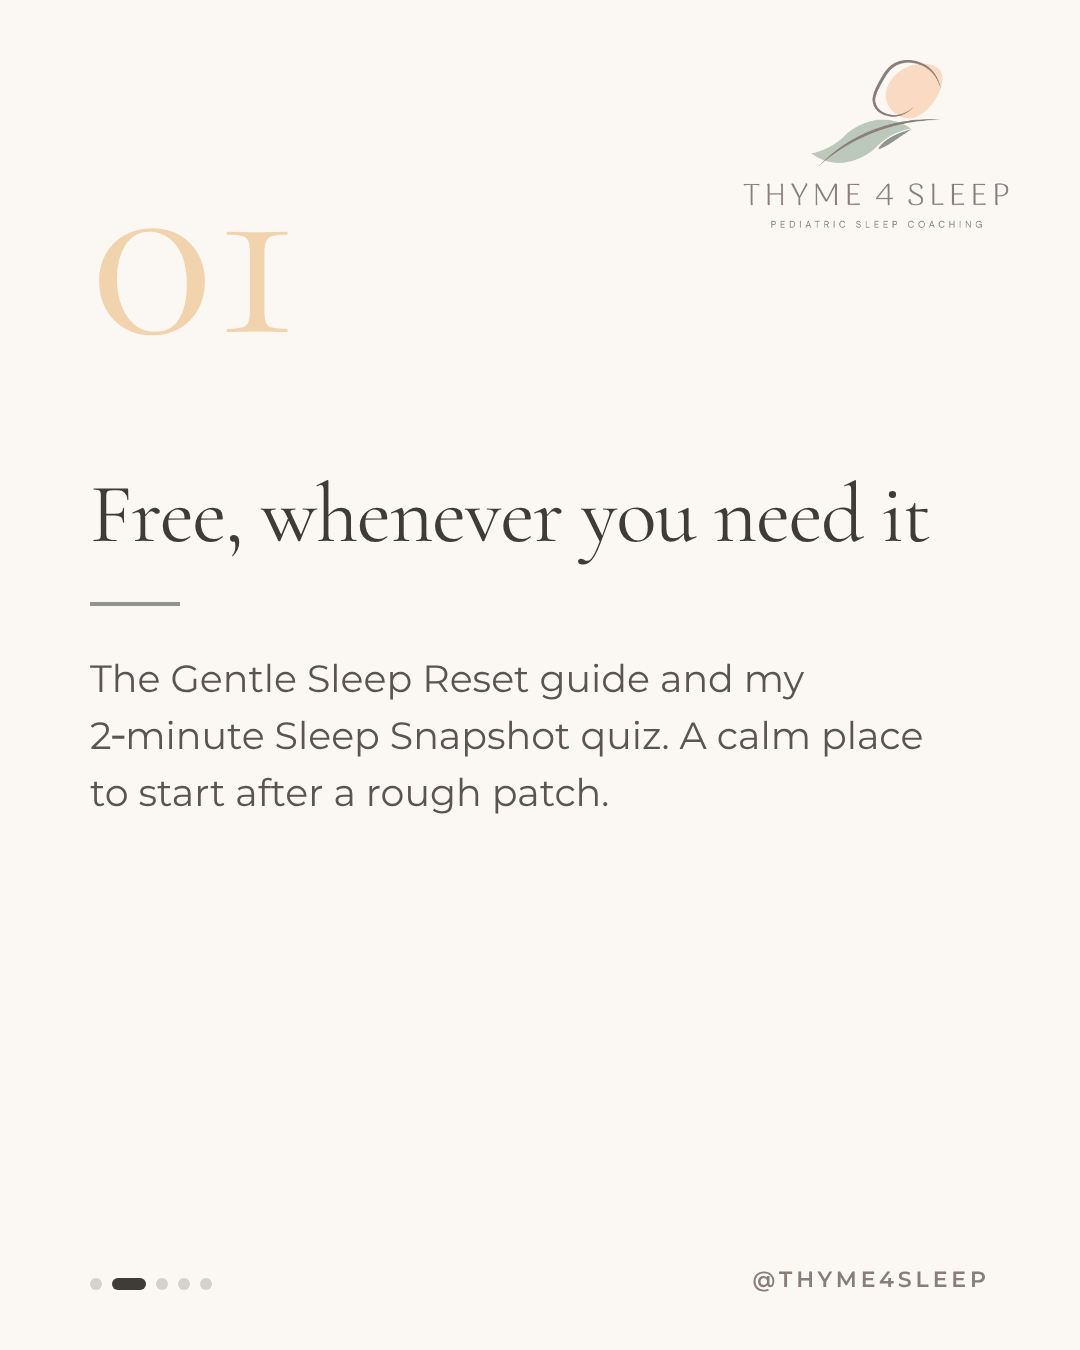 THYME 4 SLEEP
PEDIATRIC SLEEP COACHING
01
Free, whenever you need it
The Gentle Sleep Reset guide and my
2-minute Sleep Snapshot quiz. A calm place
to start after a rough patch.
@THYME4SLEEP